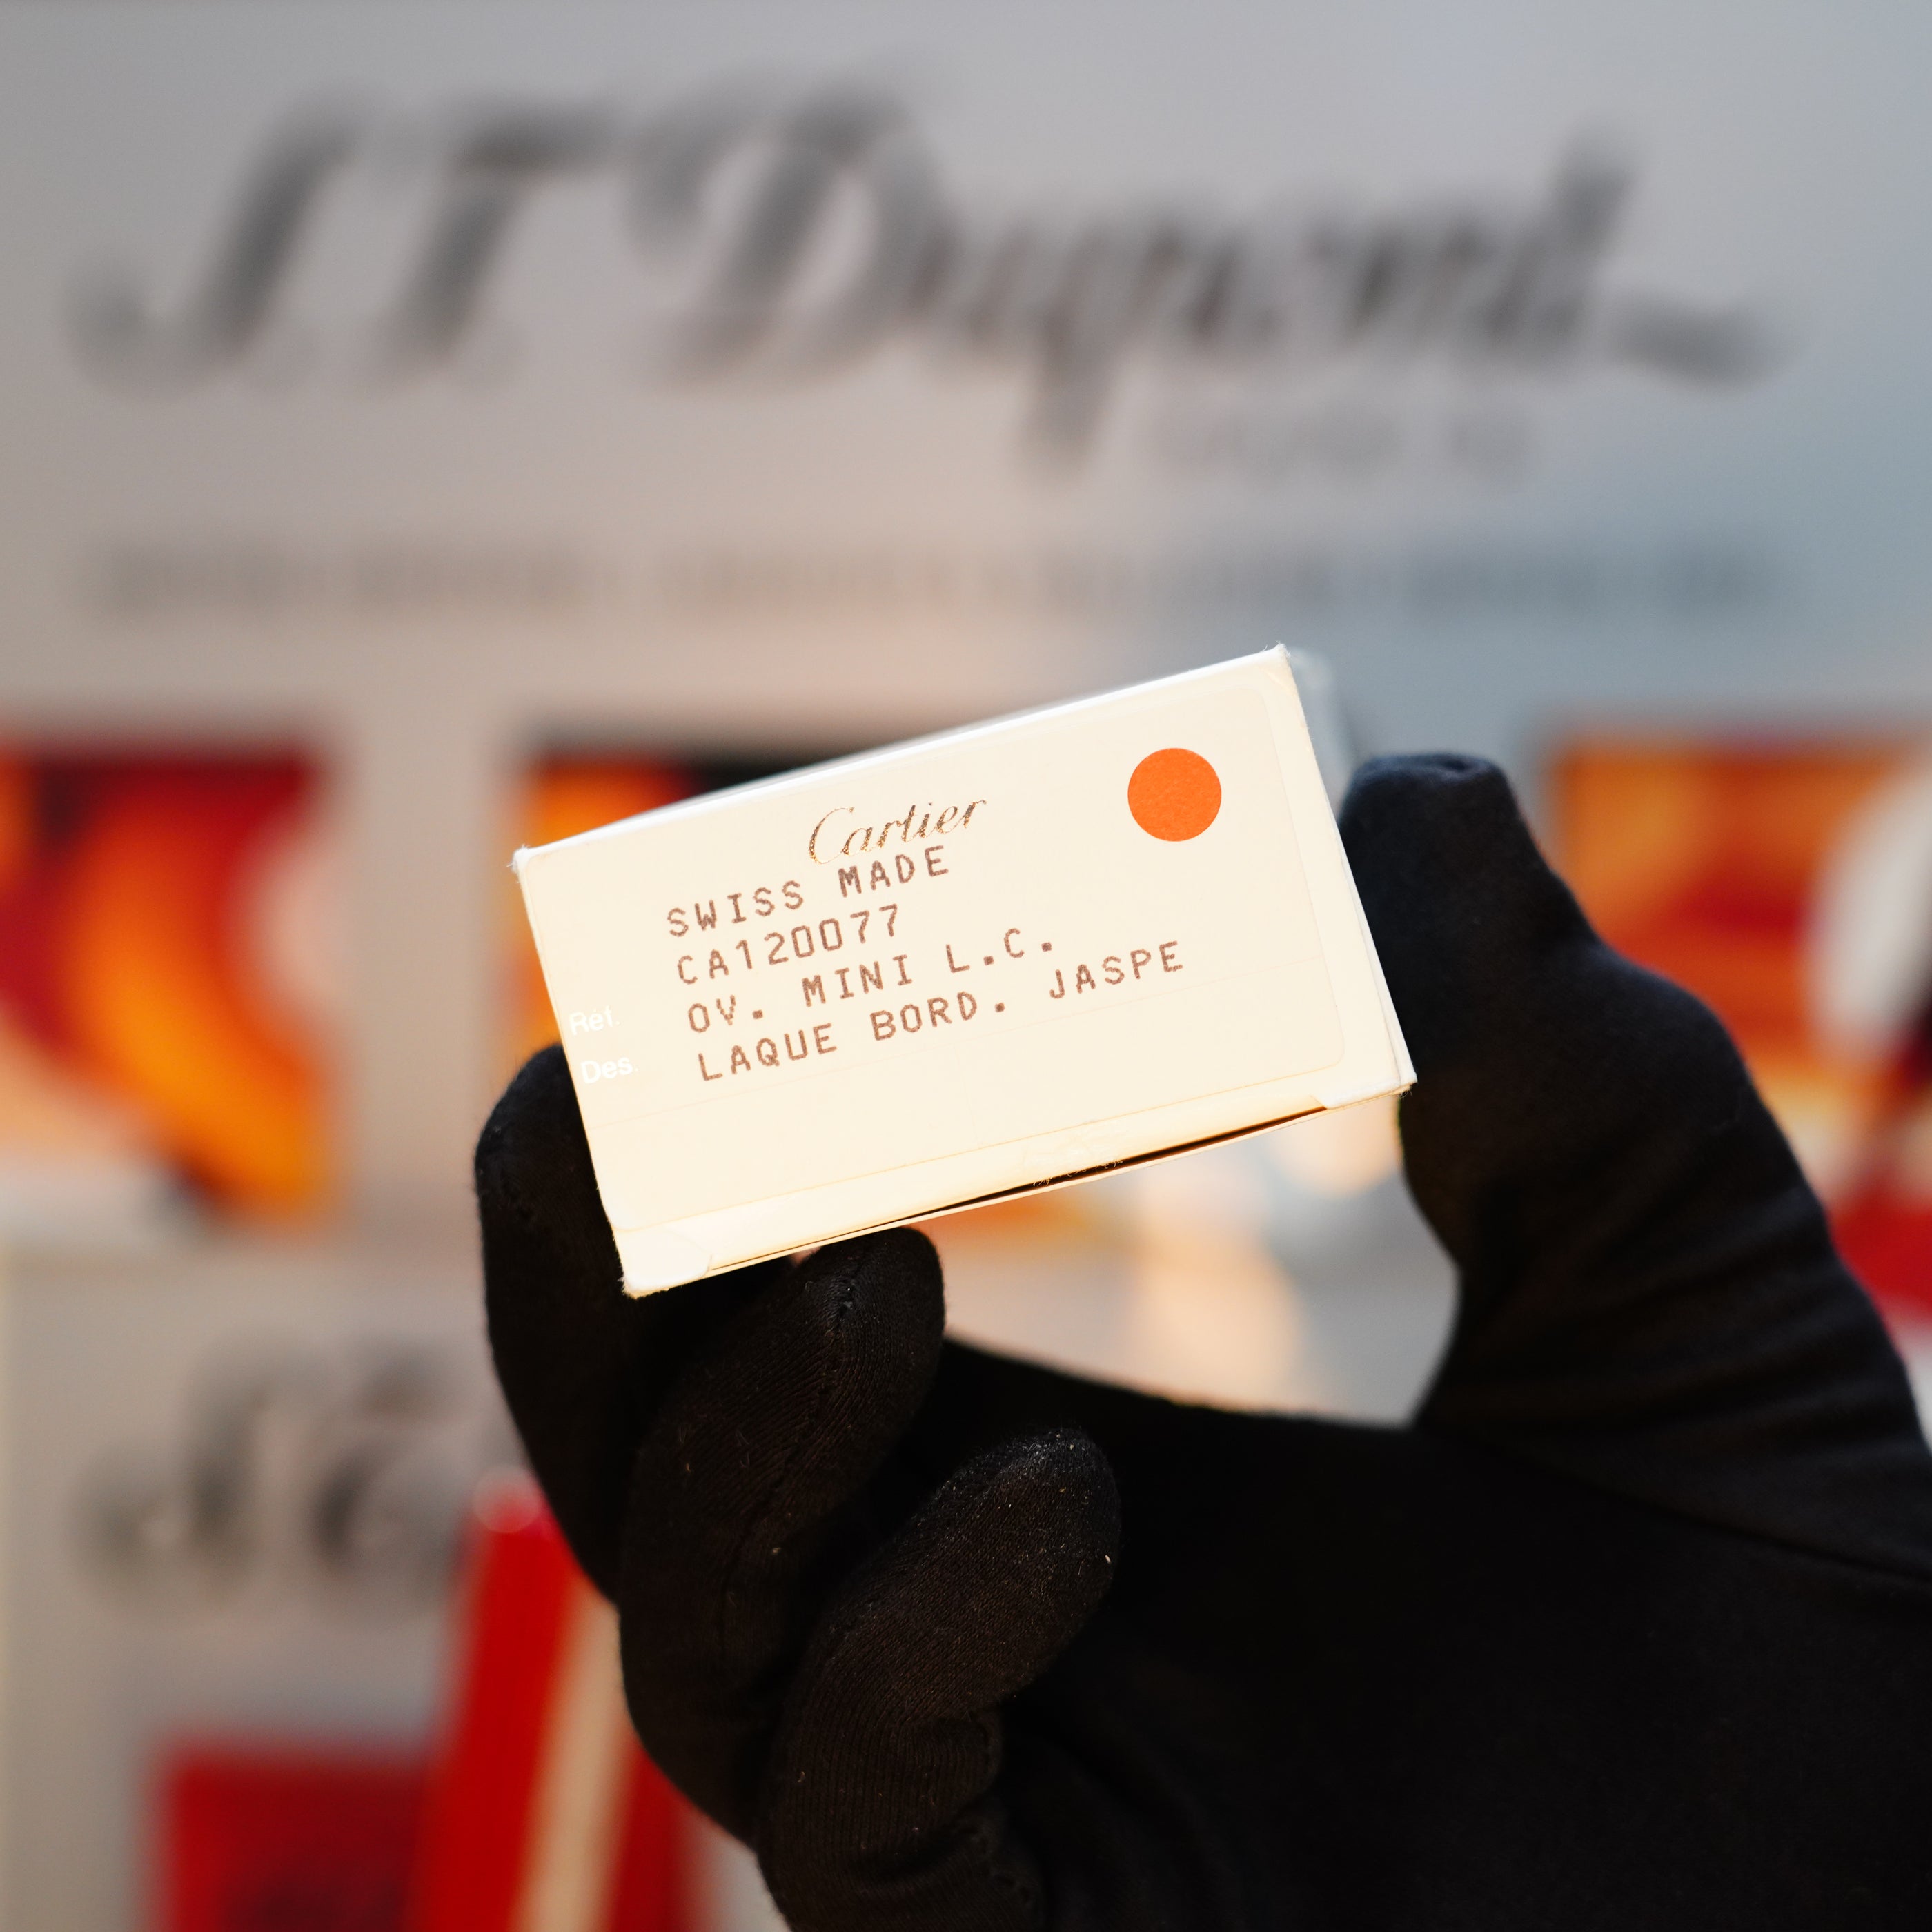 S.T. Dupont
Cartier
SWISS MADE
CA120077
Ref. OV. MINI L.C.
Des. LAQUE BORD. JASPE